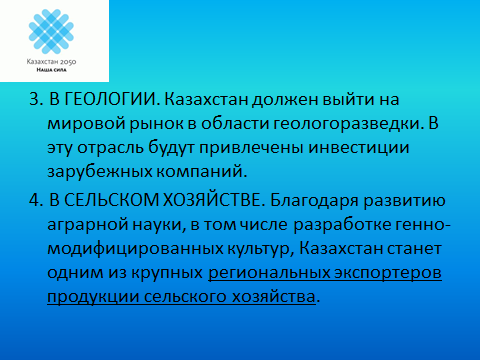 Казахстан 2050
НАША СИЛА
3. В ГЕОЛОГИИ. Казахстан должен выйти на
мировой рынок в области геологоразведки. В
эту отрасль будут привлечены инвестиции
зарубежных компаний.
4. В СЕЛЬСКОМ ХОЗЯЙСТВЕ. Благодаря развитию
аграрной науки, в том числе разработке генно-
модифицированных культур, Казахстан станет
одним из крупных региональных экспортеров
продукции сельского хозяйства.